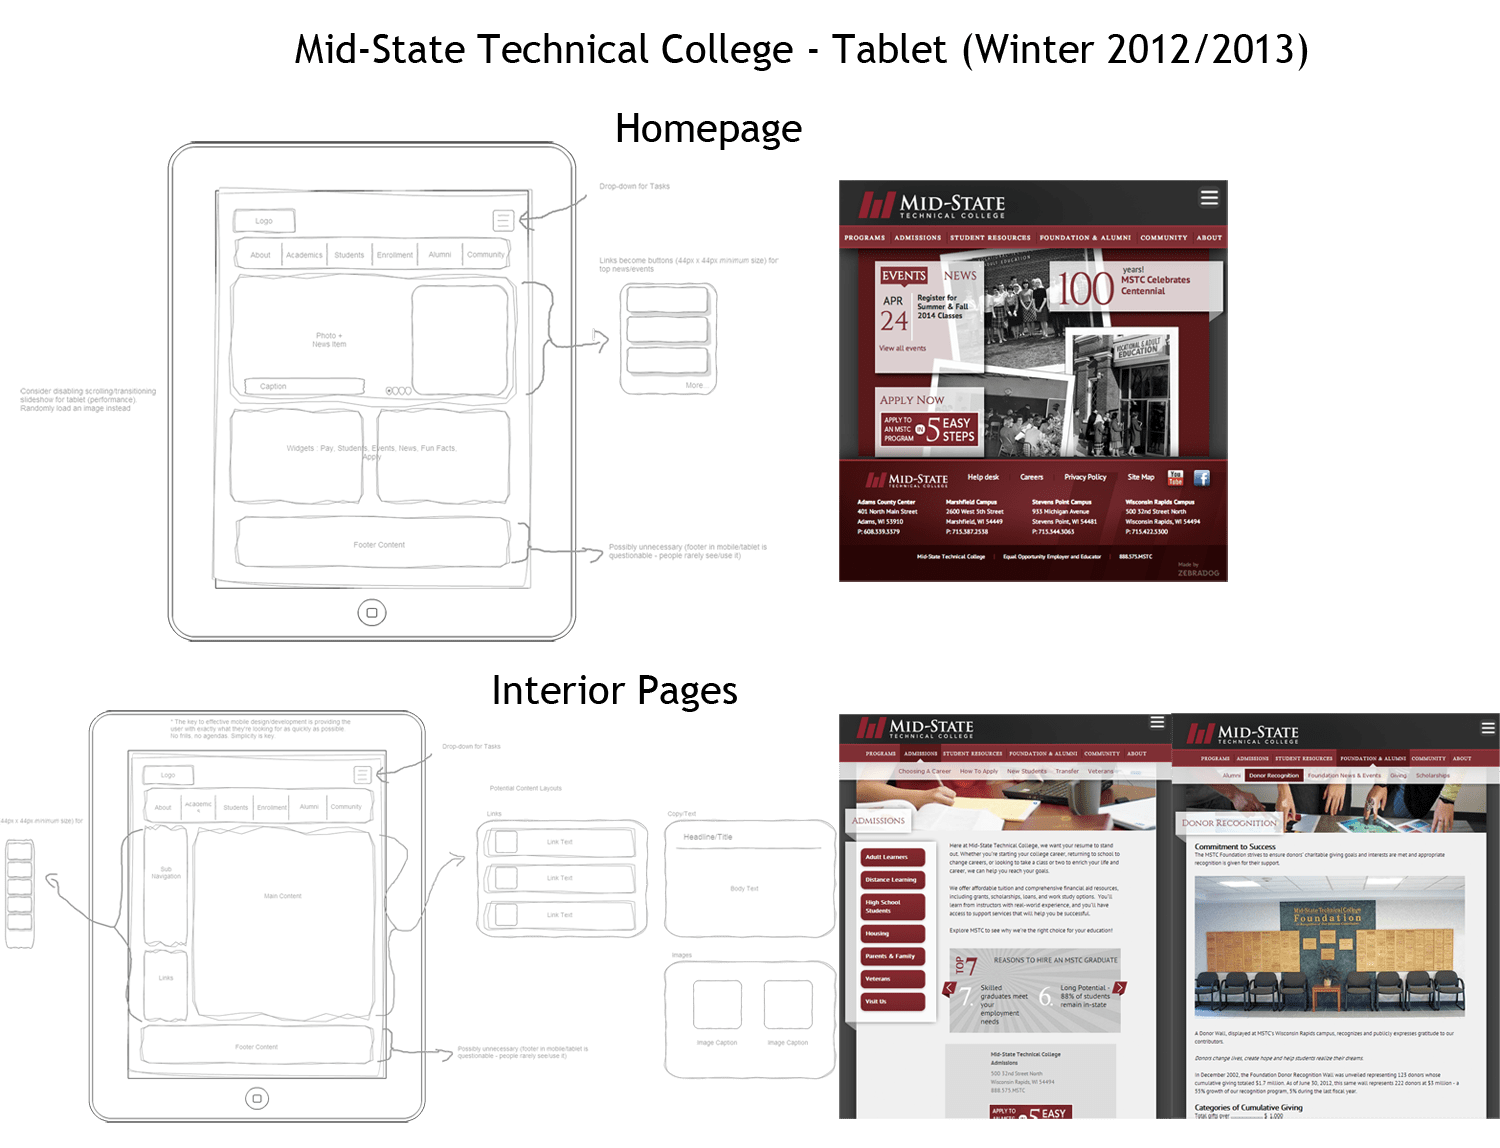 Mid-State Technical College - Tablet (Winter 2012/2013)
Homepage
Drop-down for Tasks
Logo
About
Academics
Students
Enrollment
Alumni
Community
Links become buttons (44px x 44px minimum size) for
top news/events
Photo +
News Item
Caption
More...
Consider disabling scrolling/transitioning
slideshow for tablet (performance).
Randomly load an image instead
Widgets : Pay, Students, Events, News, Fun Facts,
Apply
Footer Content
Possibly unnecessary (footer in mobile/tablet is
questionable - people rarely see/use it)
MID-STATE
TECHNICAL COLLEGE
PROGRAMS ADMISSIONS STUDENT RESOURCES FOUNDATION & ALUMNI COMMUNITY ABOUT
EVENTS NEWS
APR
24
Register for
Summer & Fall
2014 Classes
View all events
100
years!
MSTC Celebrates
Centennial
VOCATIONAL & ADULT
EDUCATION
APPLY NOW
APPLY TO
AN MSTC
PROGRAM
IN
5 EASY
STEPS
MID-STATE
TECHNICAL COLLEGE
Help desk Careers Privacy Policy Site Map You Tube f
Adams County Center
401 North Main Street
Adams, WI 53910
P: 608.339.3379
Marshfield Campus
2600 West 5th Street
Marshfield, WI 54449
P: 715.387.2538
Stevens Point Campus
933 Michigan Avenue
Stevens Point, WI 54481
P: 715.344.3063
Wisconsin Rapids Campus
500 32nd Street North
Wisconsin Rapids, WI 54494
P: 715.422.5300
Mid-State Technical College | Equal Opportunity Employer and Educator | 888.575.MSTC
Made by
ZEBRADOG
Interior Pages
* The key to effective mobile design/development is providing the
user with exactly what they're looking for as quickly as possible.
No frills, no agendas. Simplicity is key.
Drop-down for Tasks
Logo
About
Academic
s
Students
Enrollment
Alumni
Community
44px x 44px minimum size) for
Sub
Navigation
Main Content
Links
Footer Content
Possibly unnecessary (footer in mobile/tablet is
questionable - people rarely see/use it)
Potential Content Layouts
Links
Link Text
Link Text
Link Text
Copy/Text
Headline/Title
Body Text
Images
Image Caption
Image Caption
MID-STATE
TECHNICAL COLLEGE
PROGRAMS ADMISSIONS STUDENT RESOURCES FOUNDATION & ALUMNI COMMUNITY ABOUT
Choosing A Career How To Apply New Students Transfer Veterans
ADMISSIONS
Adult Learners
Distance Learning
High School
Students
Housing
Parents & Family
Veterans
Visit Us
Here at Mid-State Technical College, we want your resume to stand
out. Whether you're starting your college career, returning to school to
change careers, or looking to take a class or two to enrich your life and
career, we can help you reach your goals.
We offer affordable tuition and comprehensive financial aid resources,
including grants, scholarships, loans, and work study options. You'll
learn from instructors with real-world experience, and you'll have
access to support services that will help you be successful.
Explore MSTC to see why we're the right choice for your education!
TOP 7 REASONS TO HIRE AN MSTC GRADUATE
7. Skilled
graduates meet
your
employment
needs
6. Long Potential -
88% of students
remain in-state
Mid-State Technical College
Admissions
500 32nd Street North
Wisconsin Rapids, WI 54494
888.575.MSTC
APPLY TO
5 EASY
MID-STATE
TECHNICAL COLLEGE
PROGRAMS ADMISSIONS STUDENT RESOURCES FOUNDATION & ALUMNI COMMUNITY ABOUT
Alumni Donor Recognition Foundation News & Events Giving Scholarships
DONOR RECOGNITION
Commitment to Success
The MSTC Foundation strives to ensure donors' charitable giving goals and interests are met and appropriate
recognition is given for their support.
Mid-State Technical College
Foundation
A Donor Wall, displayed at MSTC's Wisconsin Rapids campus, recognizes and publicly expresses gratitude to our
contributors.
Donors change lives, create hope and help students realize their dreams.
In December 2002, the Foundation Donor Recognition Wall was unveiled representing 123 donors whose
cumulative giving totaled $1.7 million. As of June 30, 2012, this same wall represents 222 donors at $3 million - a
55% growth of our recognition program, 5% during the last fiscal year.
Categories of Cumulative Giving
Total gifts over ............... $ 1,000